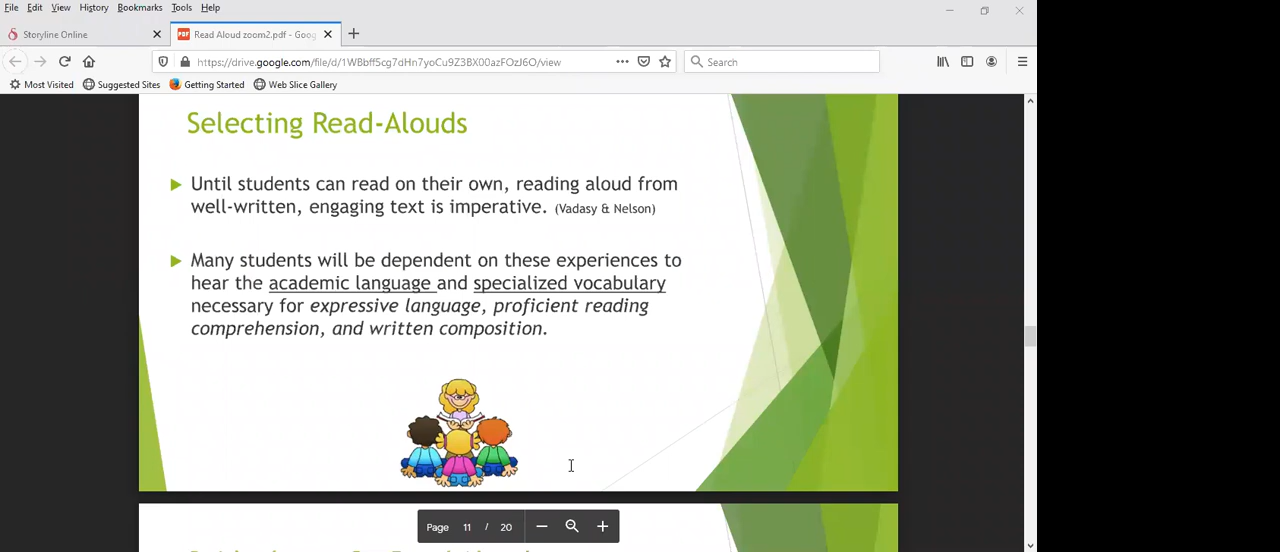 File Edit View History Bookmarks Tools Help
Storyline Online
PDF Read Aloud zoom2.pdf - Goog
https://drive.google.com/file/d/1WBbff5cg7dHn7yoCu9Z3BX00azFOzJ6O/view
Search
Most Visited Suggested Sites Getting Started Web Slice Gallery
Selecting Read-Alouds
Until students can read on their own, reading aloud from
well-written, engaging text is imperative. (Vadasy & Nelson)
Many students will be dependent on these experiences to
hear the academic language and specialized vocabulary
necessary for expressive language, proficient reading
comprehension, and written composition.
Page 11 / 20